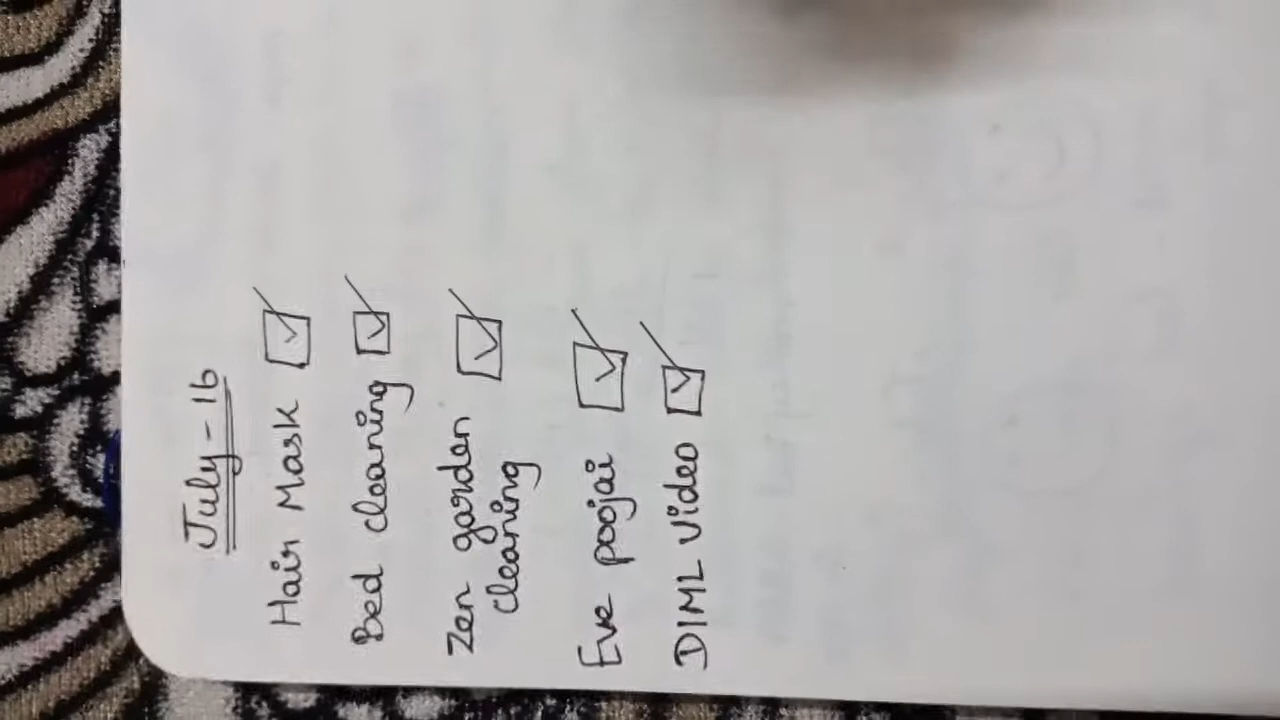 July - 16
Hair Mask ☑
Bed cleaning ☑
Zen garden ☑
cleaning
Eve poojai ☑
DIML Video ☑